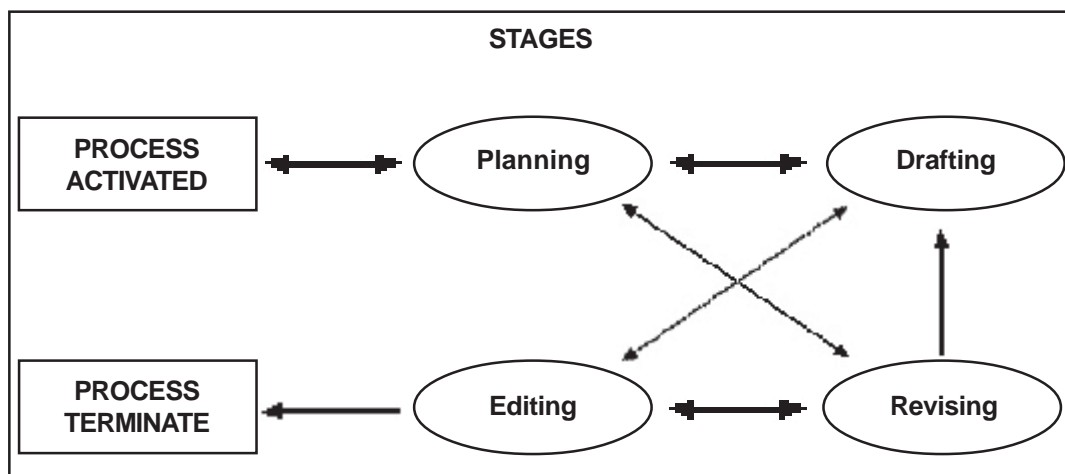 STAGES
PROCESS
ACTIVATED
Planning
Drafting
PROCESS
TERMINATE
Editing
Revising